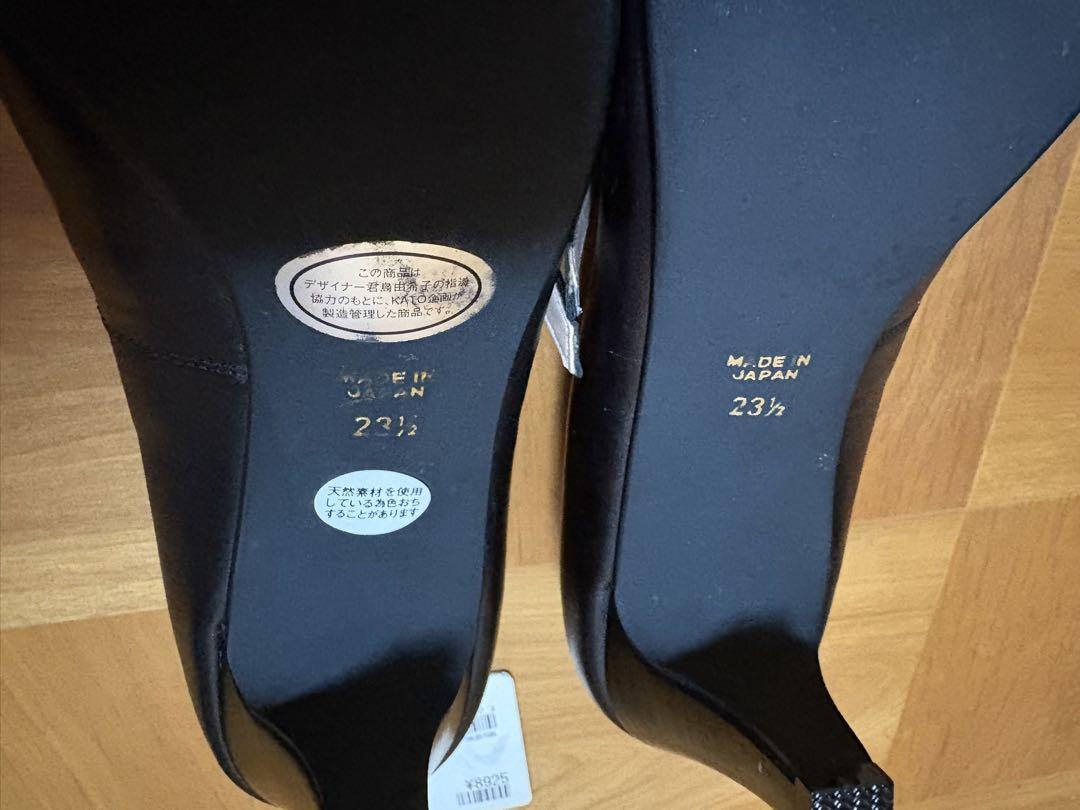 この商品は
デザイナー君島由希子の指導
協力のもとに、KATO企画が
製造管理した商品です。
MADE IN
JAPAN
23½
天然素材を使用
している為色おち
することがあります
MADE IN
JAPAN
23½
¥8925